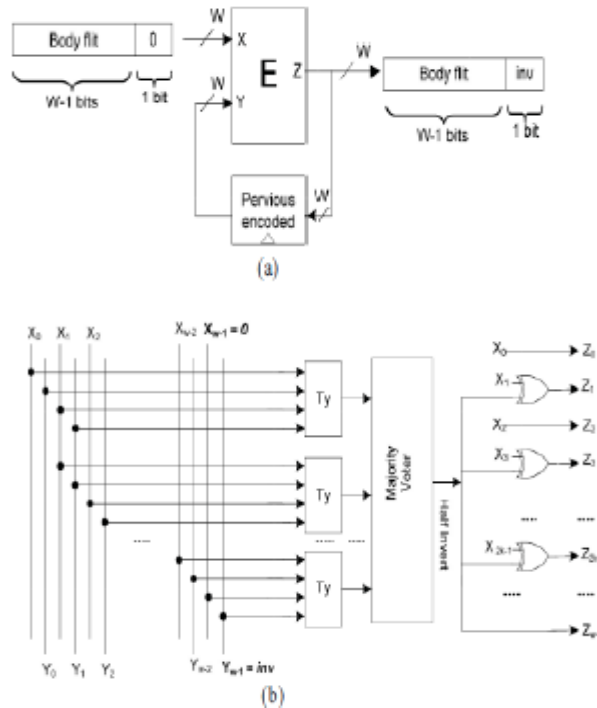 Body flit 0
W-1 bits 1 bit
W
X
Y
E
Z
W
W
W
Body flit inv
W-1 bits 1 bit
Pervious
encoded
(a)
X0 X1 X2 Xw-2 Xw-1 = 0
Ty
Ty
.....
Ty
Majority
Voter
Half Invert
X0 Z0
X1 Z1
X2 Z2
X3 Z3
..... .....
X2k-1
..... .....
Y0 Y1 Y2 Yw-2 Yw-1 = inv
(b)